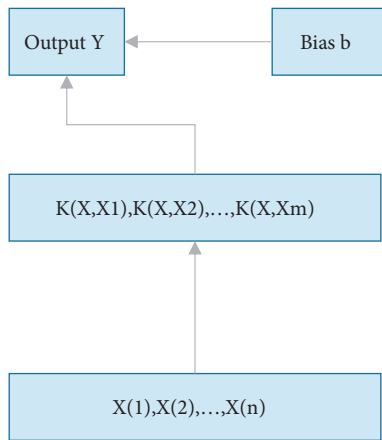 Output Y
Bias b
K(X,X1),K(X,X2),…,K(X,Xm)
X(1),X(2),…,X(n)